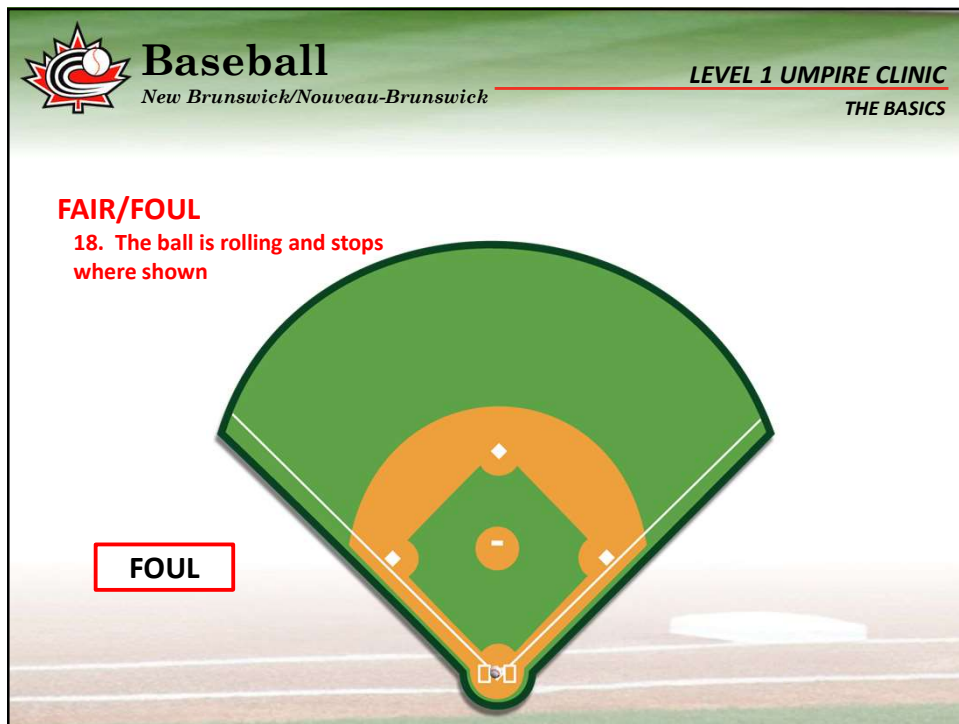 Baseball
New Brunswick/Nouveau-Brunswick
LEVEL 1 UMPIRE CLINIC
THE BASICS
FAIR/FOUL
18. The ball is rolling and stops
where shown
FOUL